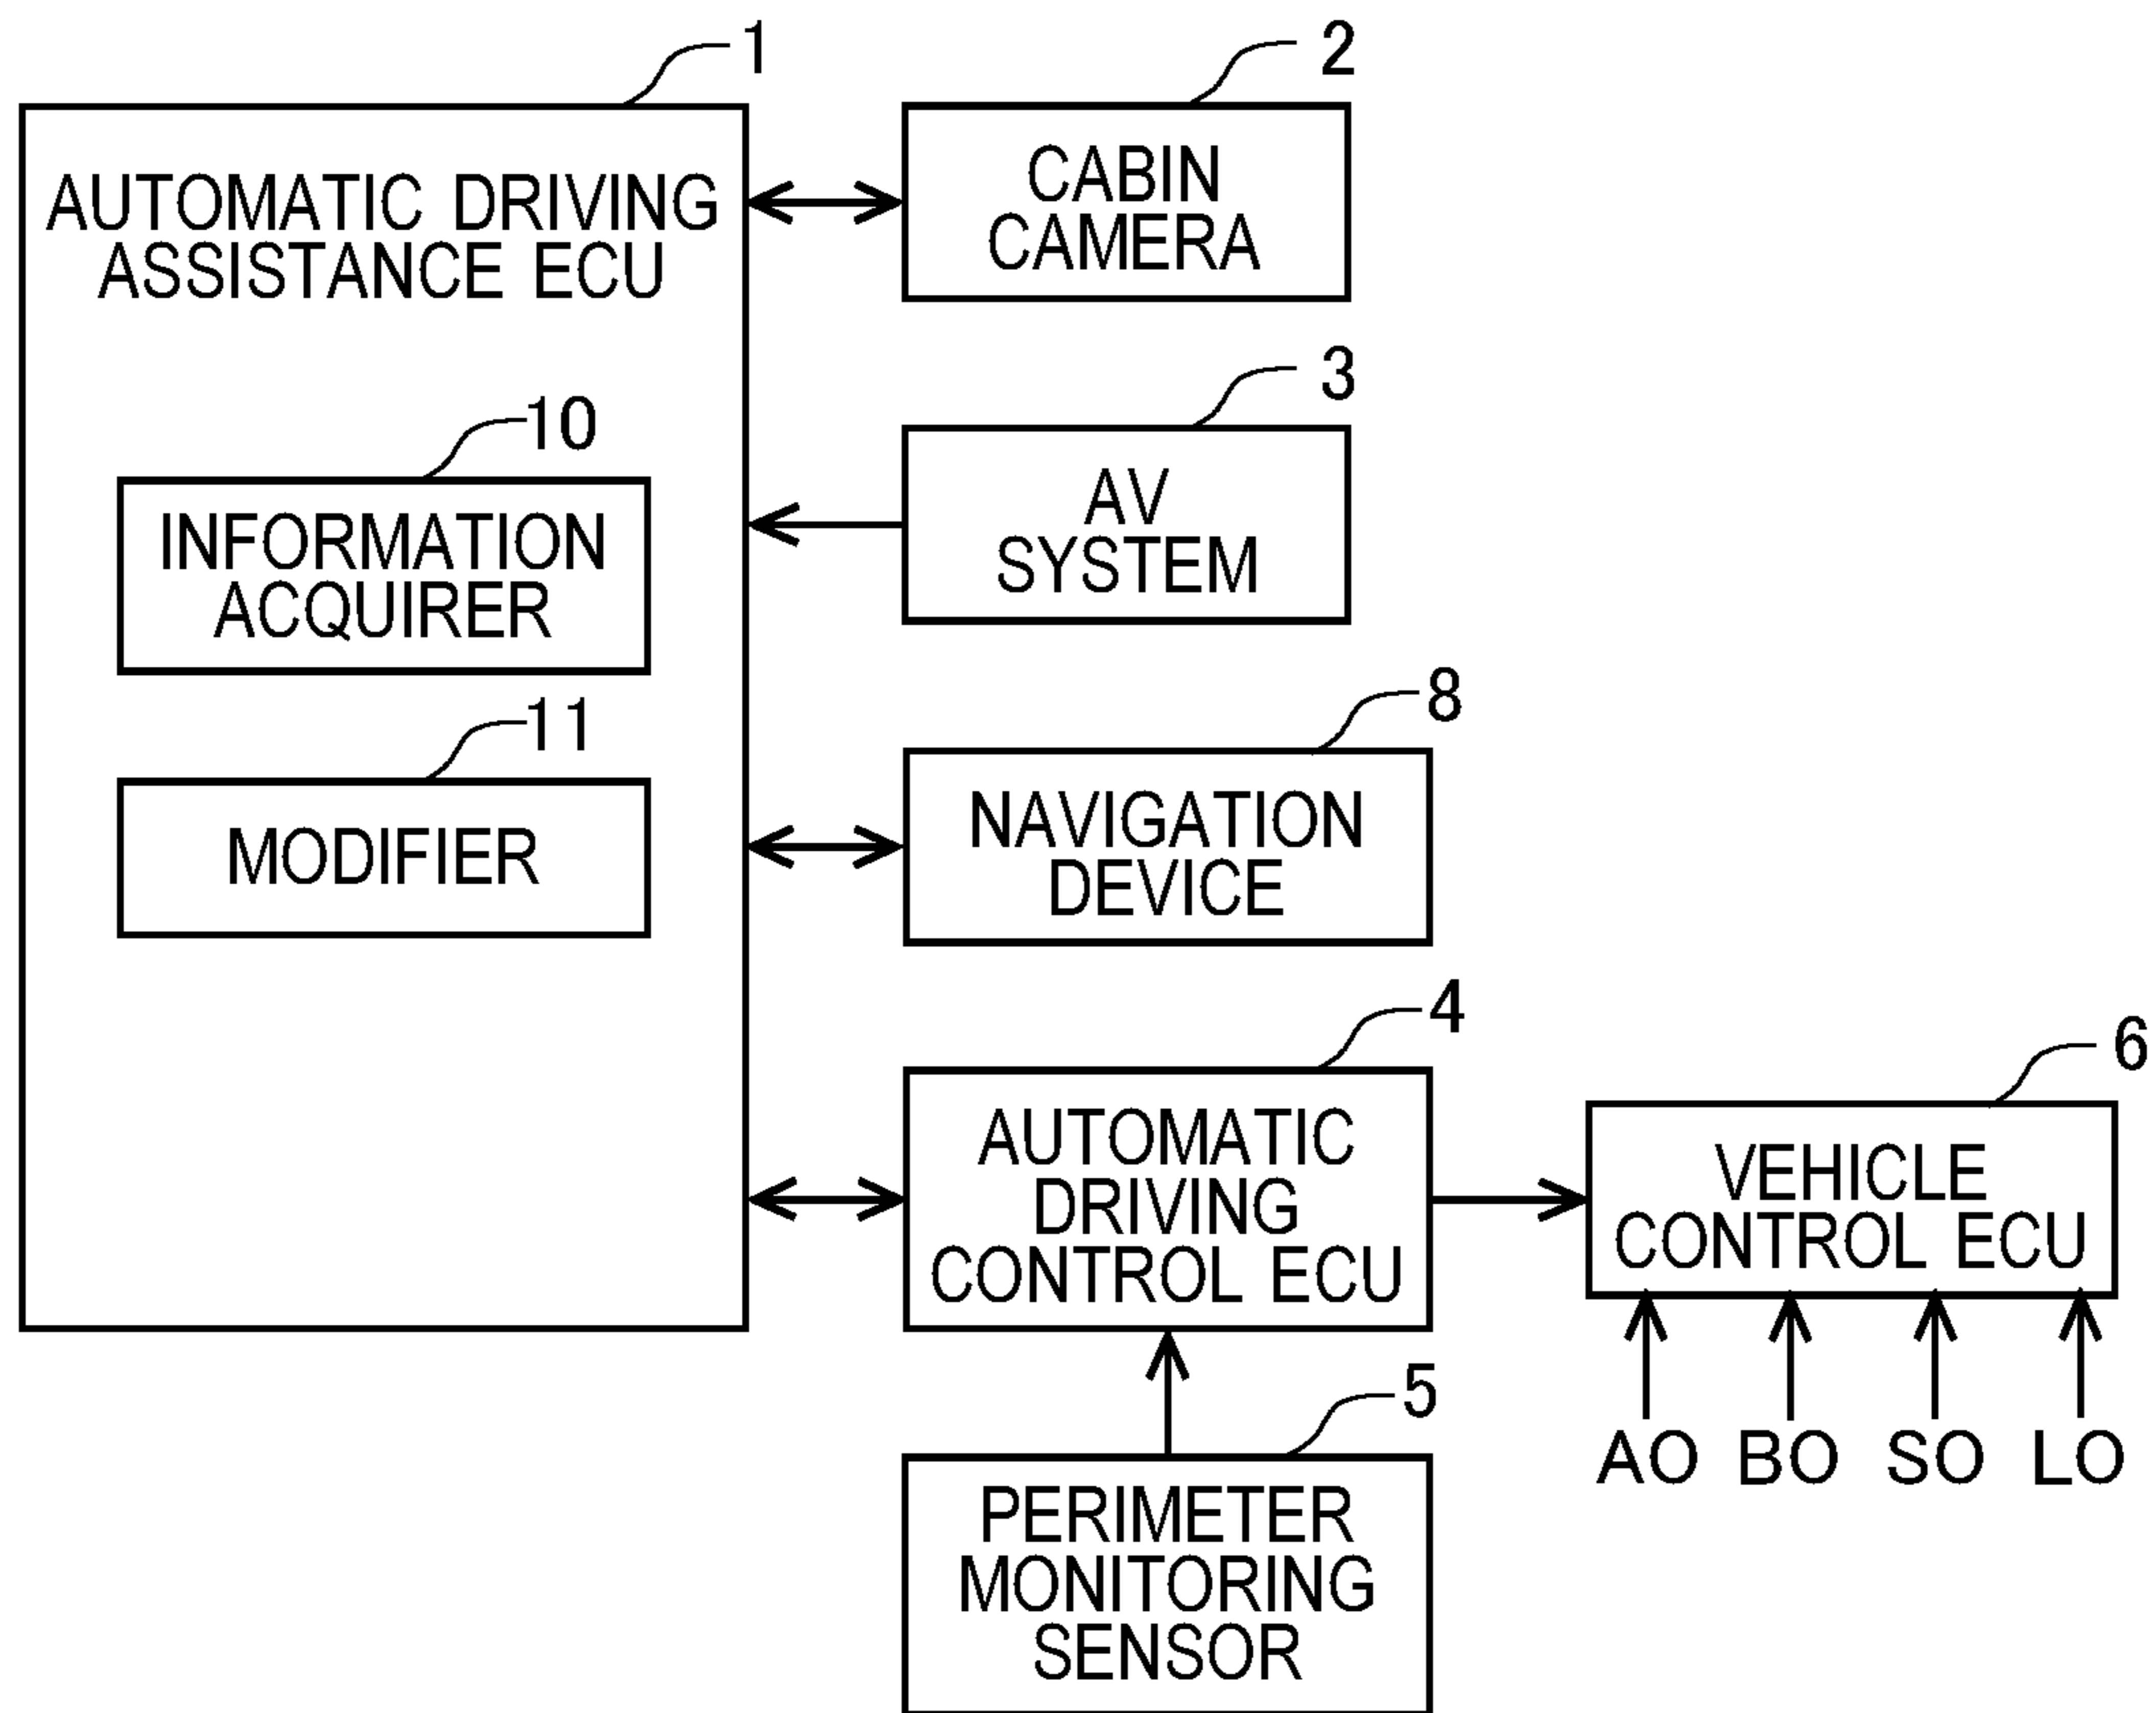 1
AUTOMATIC DRIVING
ASSISTANCE ECU
10
INFORMATION
ACQUIRER
11
MODIFIER
2
CABIN
CAMERA
3
AV
SYSTEM
8
NAVIGATION
DEVICE
4
AUTOMATIC
DRIVING
CONTROL ECU
6
VEHICLE
CONTROL ECU
AO BO SO LO
5
PERIMETER
MONITORING
SENSOR